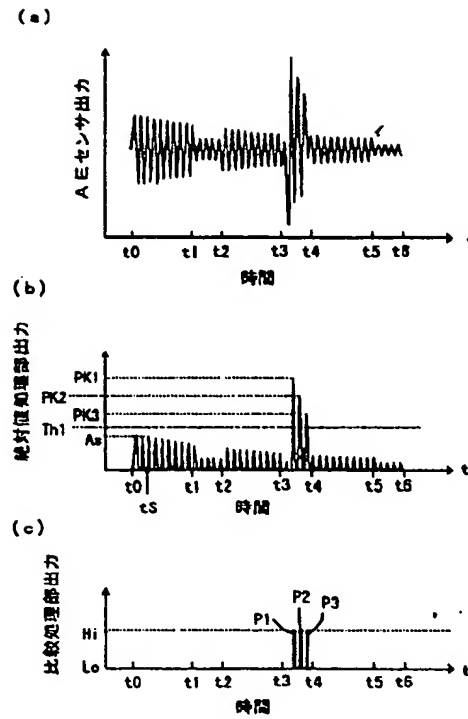 (a)
AEセンサ出力
t0 t1 t2 t3 t4 t5 t6
時間
(b)
絶対値処理部出力
PK1
PK2
PK3
Th1
As
t0 t1 t2 t3 t4 t5 t6 t
tS
時間
(c)
比較処理部出力
P1 P2 P3
Hi
Lo
t0 t1 t2 t3 t4 t5 t6 t
時間